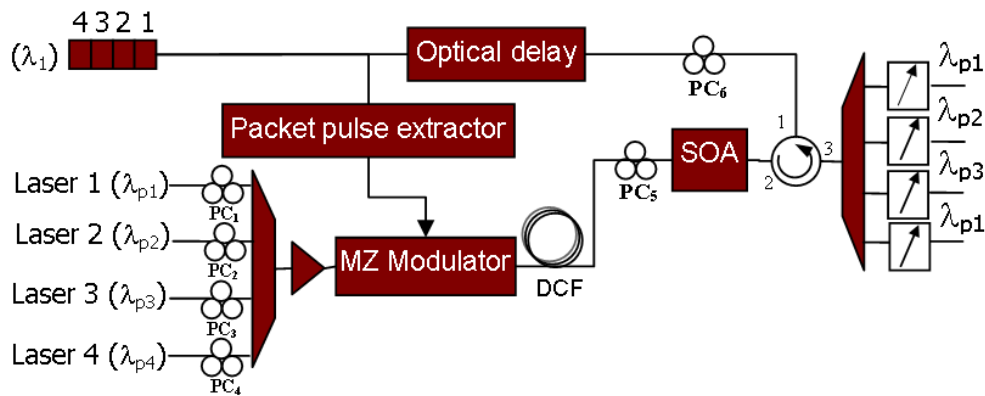 4 3 2 1
(λ1)
Optical delay
PC6
Packet pulse extractor
SOA
PC5
1
2
3
λp1
λp2
λp3
λp1
Laser 1 (λp1)
PC1
Laser 2 (λp2)
PC2
MZ Modulator
DCF
Laser 3 (λp3)
PC3
Laser 4 (λp4)
PC4